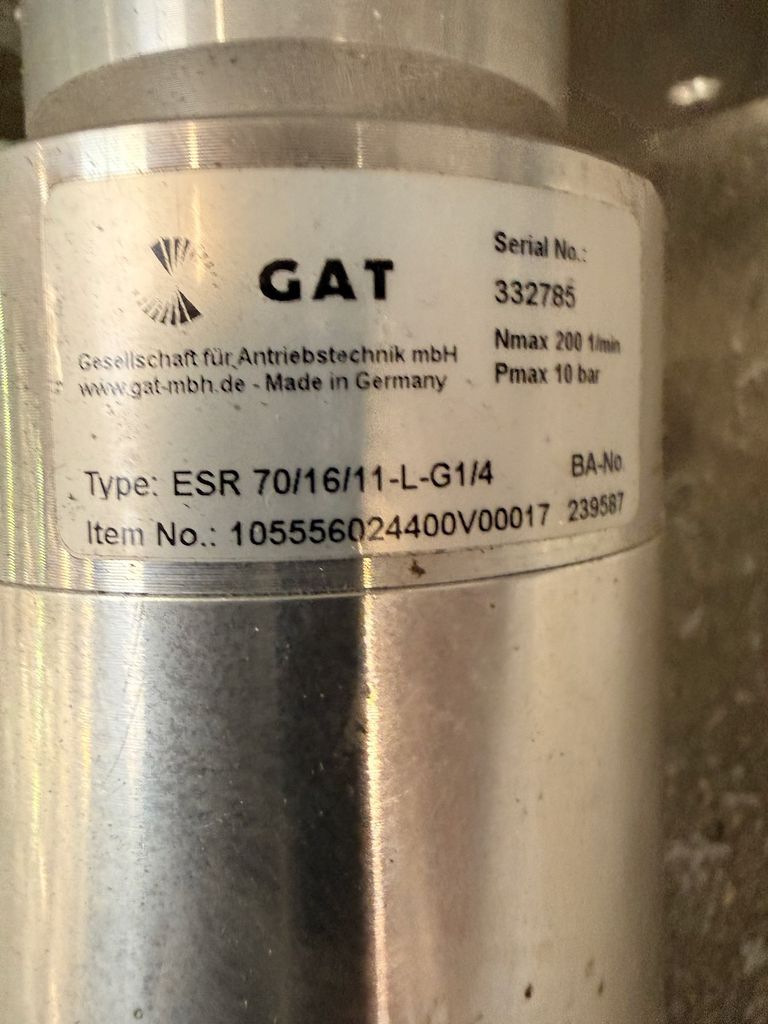 GAT
Gesellschaft für Antriebstechnik mbH
www.gat-mbh.de - Made in Germany
Serial No.:
332785
Nmax 200 1/min
Pmax 10 bar
Type: ESR 70/16/11-L-G1/4
Item No.: 105556024400V00017
BA-No
239587